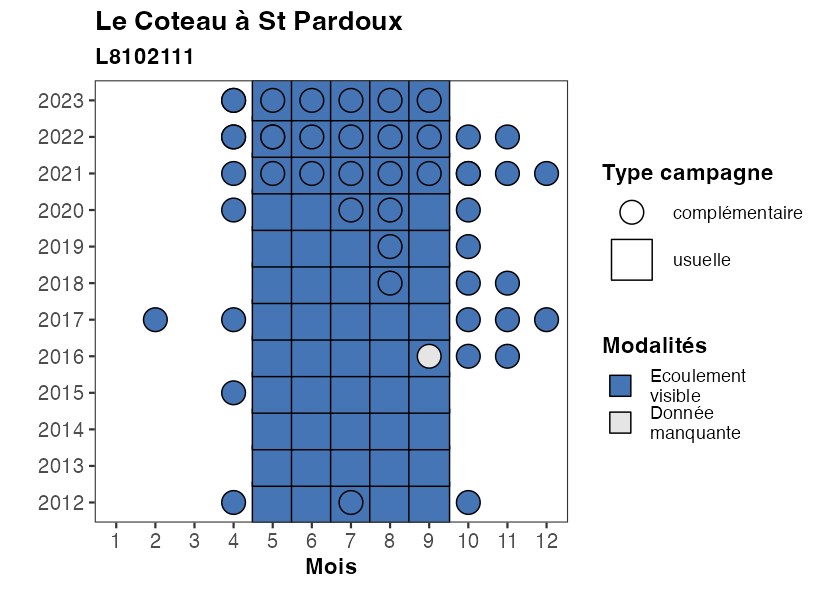 Le Coteau à St Pardoux
L8102111
2023
2022
2021
2020
2019
2018
2017
2016
2015
2014
2013
2012
1 2 3 4 5 6 7 8 9 10 11 12
Mois
Type campagne
complémentaire
usuelle
Modalités
Ecoulement
visible
Donnée
manquante